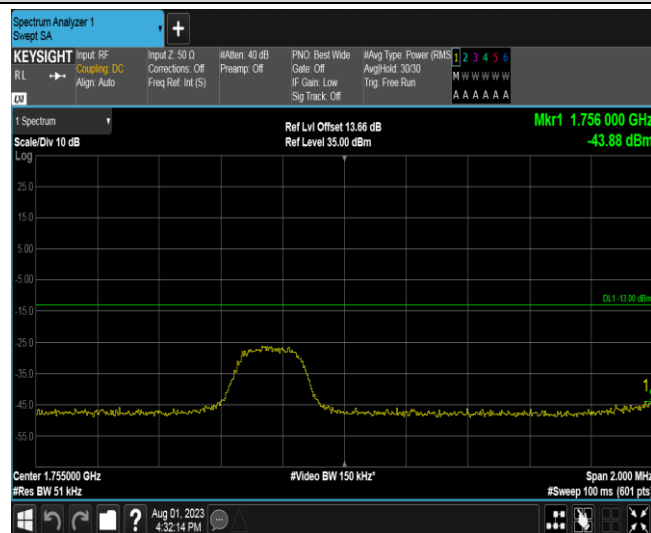 Spectrum Analyzer 1
Swept SA
KEYSIGHT
RL
Input: RF
Coupling: DC
Align: Auto
Input Z: 50 Ω
Corrections: Off
Freq Ref: Int (S)
#Atten: 40 dB
Preamp: Off
PNO: Best Wide
Gate: Off
IF Gain: Low
Sig Track: Off
#Avg Type: Power (RMS
Avg|Hold: 30/30
Trig: Free Run
1 2 3 4 5 6
M W W W W W
A A A A A A
1 Spectrum
Scale/Div 10 dB
Log
Ref Lvl Offset 13.66 dB
Ref Level 35.00 dBm
Mkr1 1.756 000 GHz
-43.88 dBm
25.0
15.0
5.00
-5.00
-15.0
-25.0
-35.0
-45.0
-55.0
DL1 -13.00 dBm
1
Center 1.755000 GHz
#Res BW 51 kHz
#Video BW 150 kHz*
Span 2.000 MHz
#Sweep 100 ms (601 pts)
?
Aug 01, 2023
4:32:14 PM